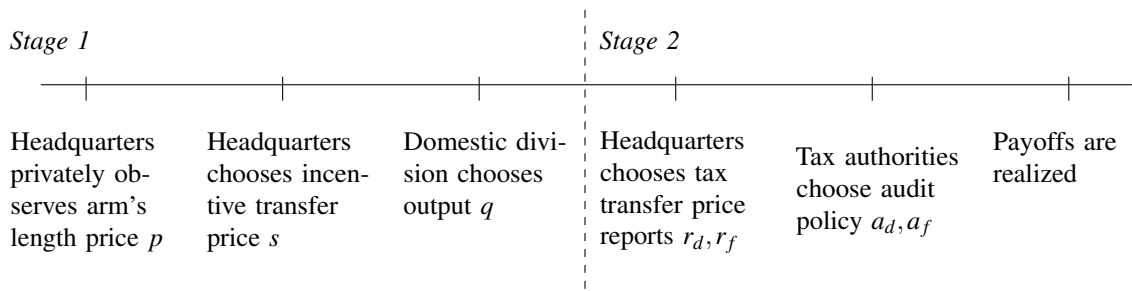 Stage 1
Stage 2
Headquarters
privately ob-
serves arm's
length price p
Headquarters
chooses incen-
tive transfer
price s
Domestic divi-
sion chooses
output q
Headquarters
chooses tax
transfer price
reports r_d, r_f
Tax authorities
choose audit
policy a_d, a_f
Payoffs are
realized